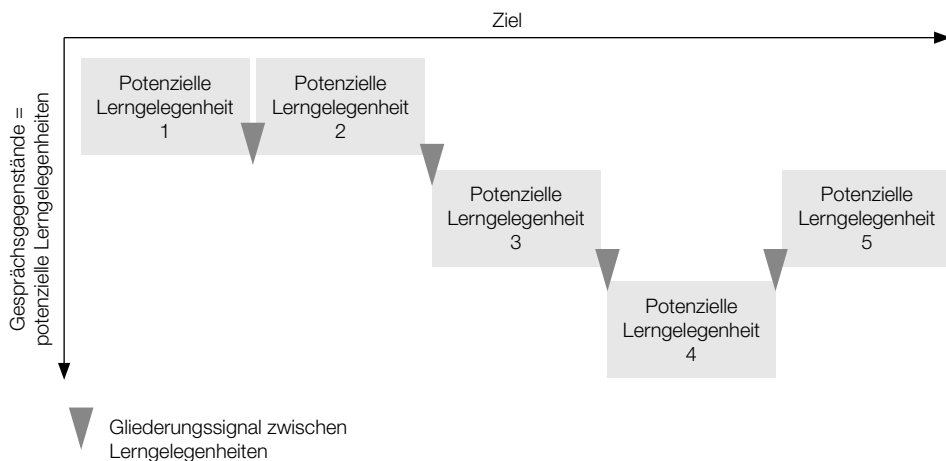 Ziel
Gesprächsgegenstände =
potenzielle Lerngelegenheiten
Potenzielle
Lerngelegenheit
1
Potenzielle
Lerngelegenheit
2
Potenzielle
Lerngelegenheit
3
Potenzielle
Lerngelegenheit
4
Potenzielle
Lerngelegenheit
5
Gliederungssignal zwischen
Lerngelegenheiten